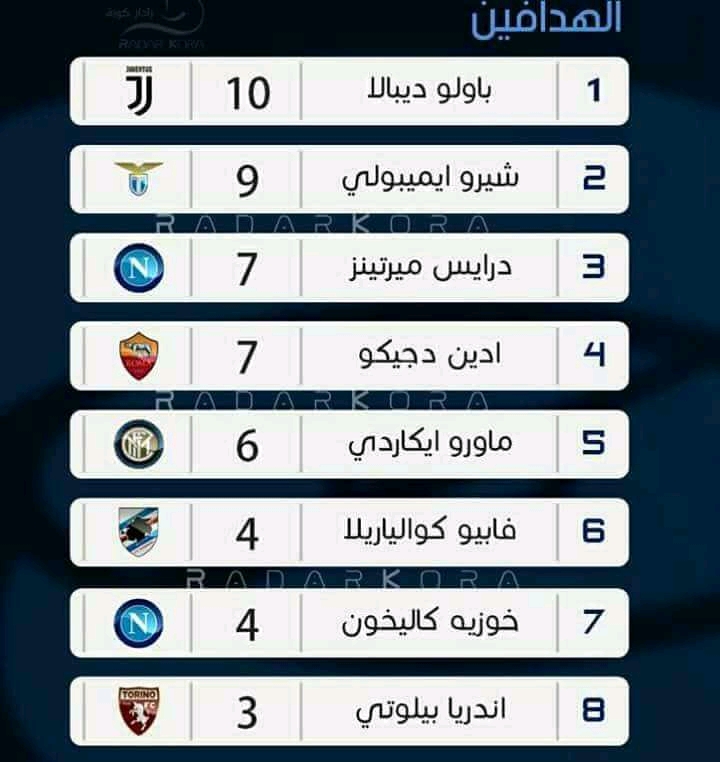 رادار كورة
RADAR KORA
الهدافين
1 باولو ديبالا 10 JUVENTUS
2 شيرو ايميبولي 9
RADARKORA
3 درايس ميرتينز 7 N
4 ادين دجيكو 7 ROMA
RADARKORA
5 ماورو ايكاردي 6
6 فابيو كوالياريلا 4
RADARKORA
7 خوزيه كاليخون 4 N
8 اندريا بيلوتي 3 TORINO FC